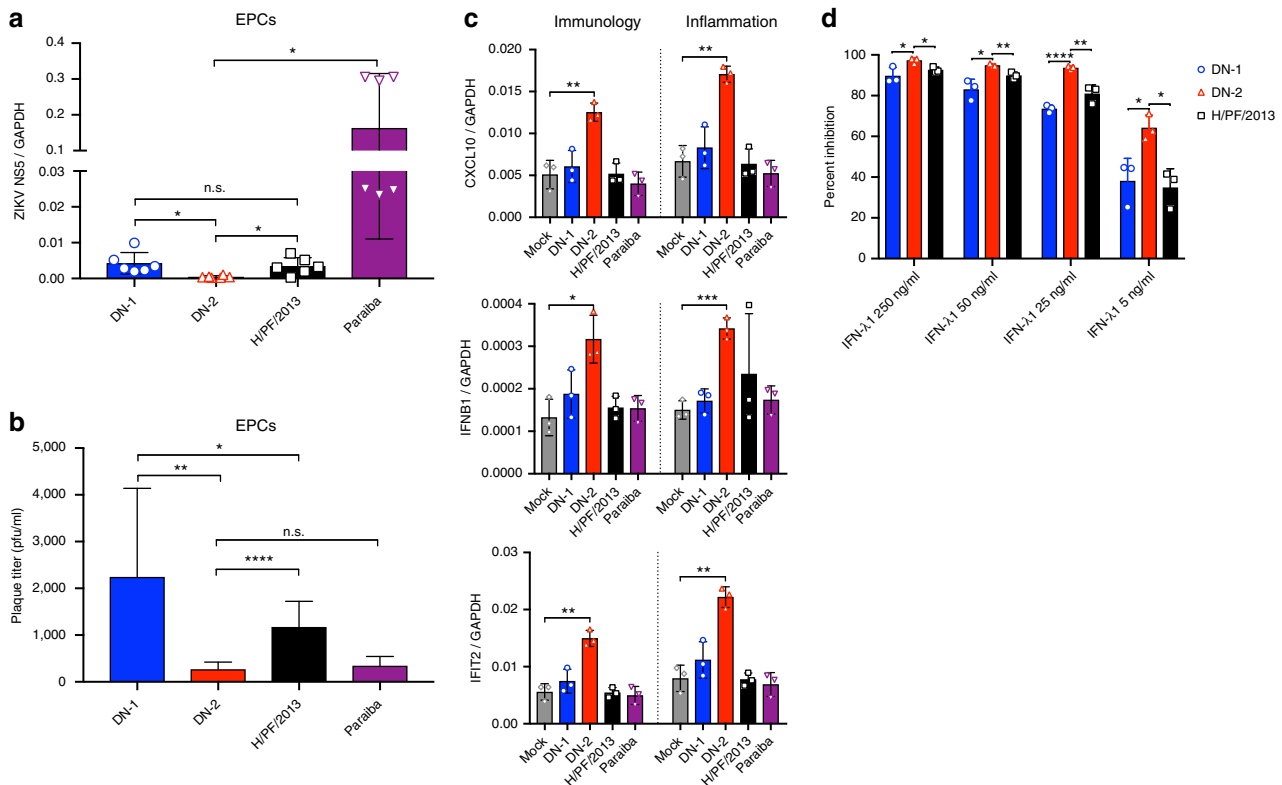 a
EPCs
ZIKV NS5 / GAPDH
0.4
0.3
0.2
0.1
0.03
0.02
0.01
0.00
*
n.s.
*
*
DN-1
DN-2
H/PF/2013
Paraiba
b
EPCs
Plaque titer (pfu/ml)
5,000
4,000
3,000
2,000
1,000
0
*
**
n.s.
****
DN-1
DN-2
H/PF/2013
Paraiba
c
Immunology
Inflammation
CXCL10 / GAPDH
0.020
0.015
0.010
0.005
0.000
**
**
Mock
DN-1
DN-2
H/PF/2013
Paraiba
Mock
DN-1
DN-2
H/PF/2013
Paraiba
IFNB1 / GAPDH
0.0004
0.0003
0.0002
0.0001
0.0000
*
***
Mock
DN-1
DN-2
H/PF/2013
Paraiba
Mock
DN-1
DN-2
H/PF/2013
Paraiba
IFIT2 / GAPDH
0.03
0.02
0.01
0.00
**
**
Mock
DN-1
DN-2
H/PF/2013
Paraiba
Mock
DN-1
DN-2
H/PF/2013
Paraiba
d
Percent inhibition
100
80
60
40
20
0
* *
* **
**** **
* *
IFN-λ1 250 ng/ml
IFN-λ1 50 ng/ml
IFN-λ1 25 ng/ml
IFN-λ1 5 ng/ml
DN-1
DN-2
H/PF/2013